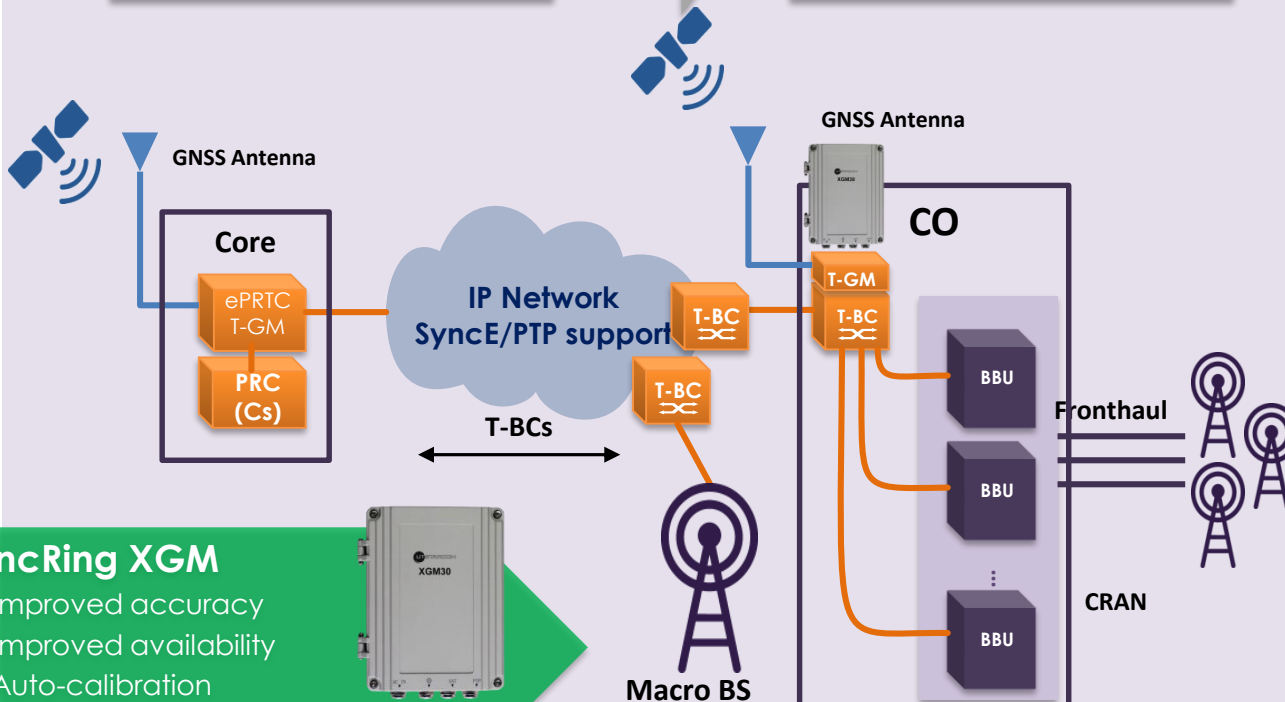 GNSS Antenna
GNSS Antenna
XGM30
Core
CO
ePRTC
T-GM
PRC
(Cs)
IP Network
SyncE/PTP support
T-BC
T-BC
T-BCs
T-GM
T-BC
BBU
BBU
⋮
BBU
Fronthaul
CRAN
Macro BS
ncRing XGM
mproved accuracy
mproved availability
Auto-calibration
UTSTARCOM
XGM30